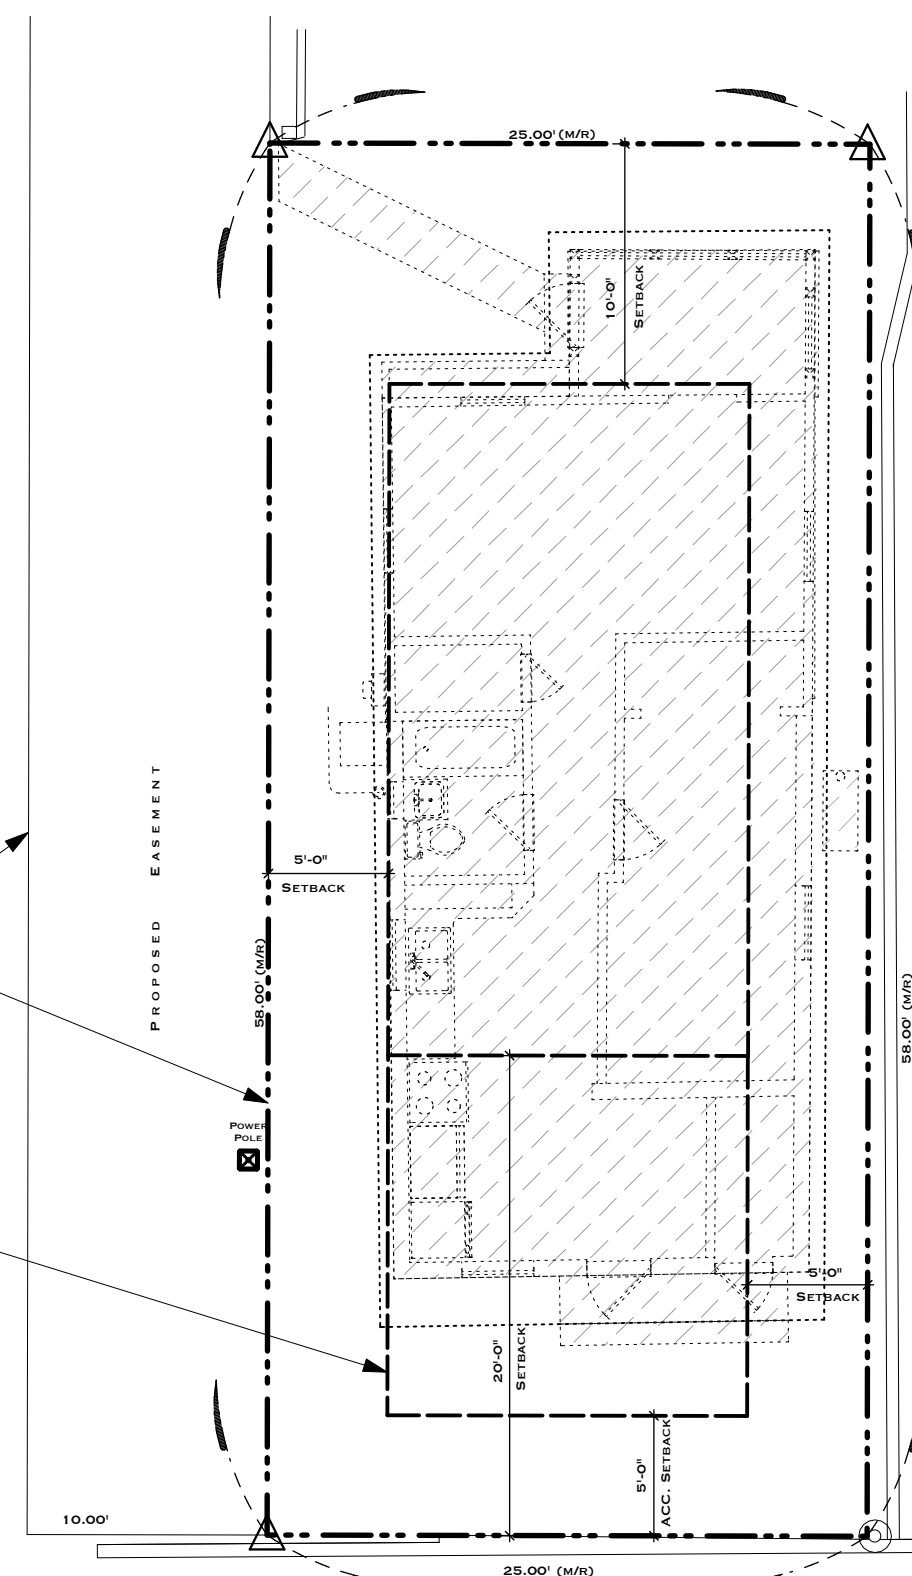 25.00' (M/R)
10'-0"
SETBACK
PROPOSED EASEMENT
5'-0"
SETBACK
58.00' (M/R)
58.00' (M/R)
POWER
POLE
5'-0"
SETBACK
20'-0"
SETBACK
5'-0"
ACC. SETBACK
10.00'
25.00' (M/R)